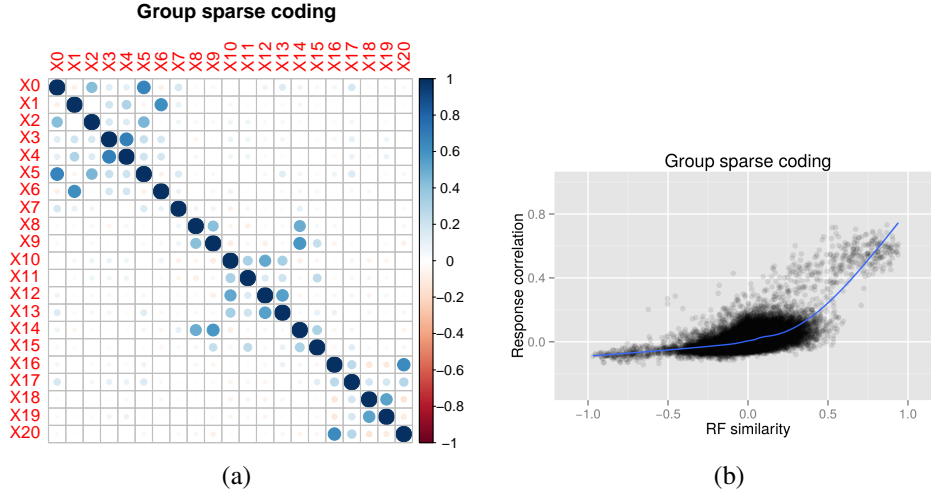 Group sparse coding
X0 X1 X2 X3 X4 X5 X6 X7 X8 X9 X10 X11 X12 X13 X14 X15 X16 X17 X18 X19 X20
X0
X1
X2
X3
X4
X5
X6
X7
X8
X9
X10
X11
X12
X13
X14
X15
X16
X17
X18
X19
X20
1
0.8
0.6
0.4
0.2
0
−0.2
−0.4
−0.6
−0.8
−1
(a)
Group sparse coding
Response correlation
0.8
0.4
0.0
−1.0 −0.5 0.0 0.5 1.0
RF similarity
(b)